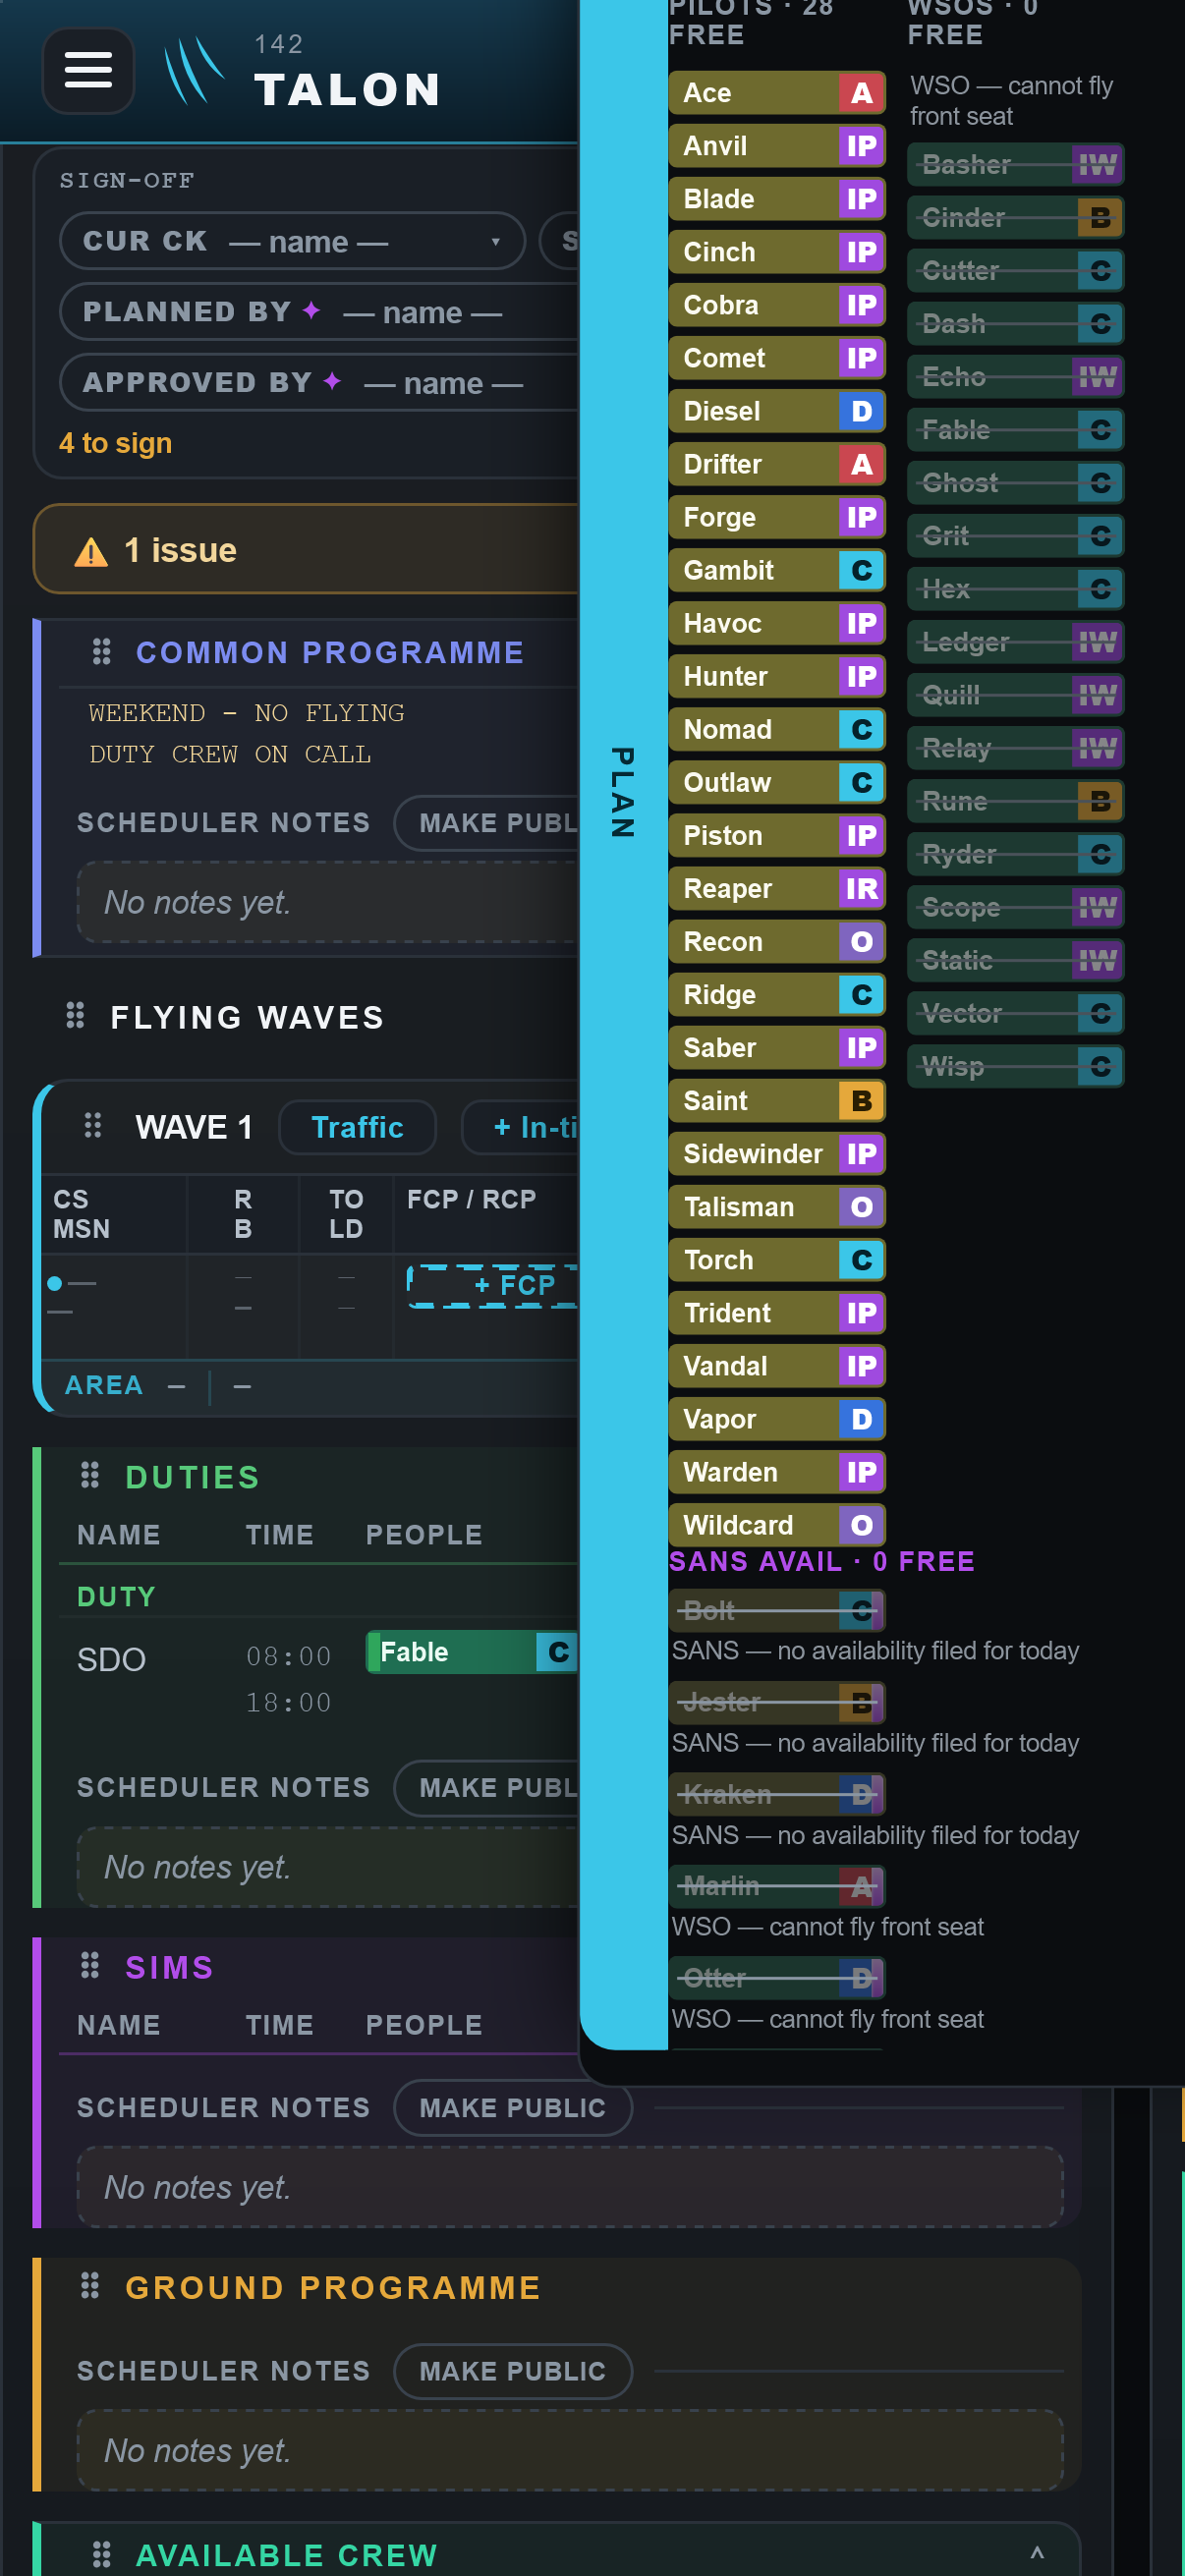 142
TALON
SIGN-OFF
CUR CK — name — ▾ S
PLANNED BY ✦ — name —
APPROVED BY ✦ — name —
4 to sign
⚠ 1 issue
COMMON PROGRAMME
WEEKEND - NO FLYING
DUTY CREW ON CALL
SCHEDULER NOTES MAKE PUBL
No notes yet.
FLYING WAVES
WAVE 1 Traffic + In-ti
CS R TO FCP / RCP
MSN B LD
— — — + FCP
— — —
AREA — | —
DUTIES
NAME TIME PEOPLE
DUTY
SDO 08:00 Fable C
18:00
SCHEDULER NOTES MAKE PUBL
No notes yet.
SIMS
NAME TIME PEOPLE
SCHEDULER NOTES MAKE PUBLIC
No notes yet.
GROUND PROGRAMME
SCHEDULER NOTES MAKE PUBLIC
No notes yet.
AVAILABLE CREW ^
PLAN
PILOTS · 28
FREE
Ace A
Anvil IP
Blade IP
Cinch IP
Cobra IP
Comet IP
Diesel D
Drifter A
Forge IP
Gambit C
Havoc IP
Hunter IP
Nomad C
Outlaw C
Piston IP
Reaper IR
Recon O
Ridge C
Saber IP
Saint B
Sidewinder IP
Talisman O
Torch C
Trident IP
Vandal IP
Vapor D
Warden IP
Wildcard O
WSOS · 0
FREE
WSO — cannot fly
front seat
Basher IW
Cinder B
Cutter C
Dash C
Echo IW
Fable C
Ghost C
Grit C
Hex C
Ledger IW
Quill IW
Relay IW
Rune B
Ryder C
Scope IW
Static IW
Vector C
Wisp C
SANS AVAIL · 0 FREE
Bolt C
SANS — no availability filed for today
Jester B
SANS — no availability filed for today
Kraken D
SANS — no availability filed for today
Marlin A
WSO — cannot fly front seat
Otter D
WSO — cannot fly front seat